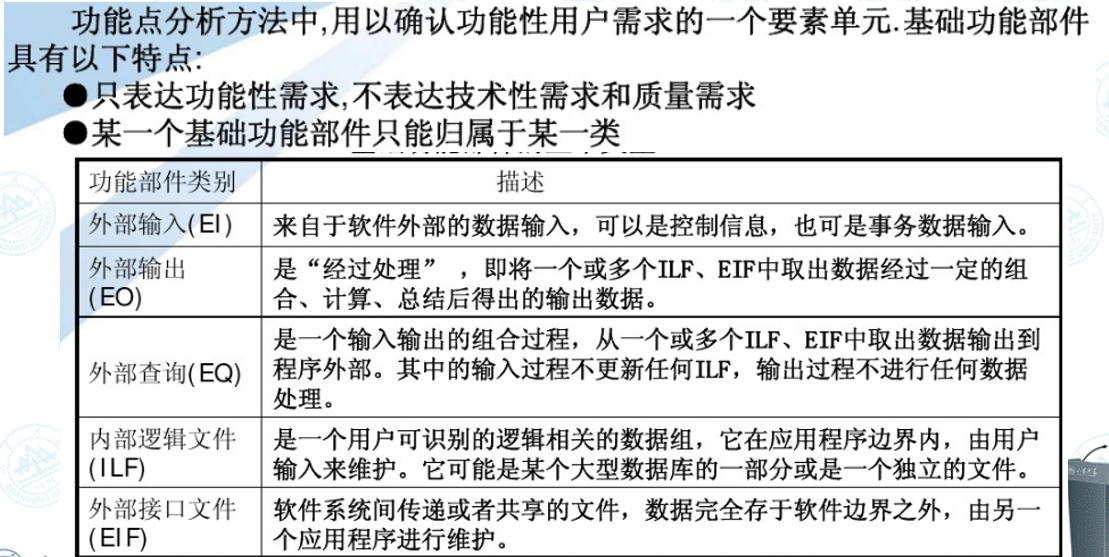 功能点分析方法中,用以确认功能性用户需求的一个要素单元.基础功能部件
具有以下特点:
●只表达功能性需求,不表达技术性需求和质量需求
●某一个基础功能部件只能归属于某一类
功能部件类别 描述
外部输入(EI) 来自于软件外部的数据输入，可以是控制信息，也可是事务数据输入。
外部输出
(EO)
是“经过处理” ，即将一个或多个ILF、EIF中取出数据经过一定的组
合、计算、总结后得出的输出数据。
外部查询(EQ)
是一个输入输出的组合过程，从一个或多个ILF、EIF中取出数据输出到
程序外部。其中的输入过程不更新任何ILF，输出过程不进行任何数据
处理。
内部逻辑文件
(ILF)
是一个用户可识别的逻辑相关的数据组，它在应用程序边界内，由用户
输入来维护。它可能是某个大型数据库的一部分或是一个独立的文件。
外部接口文件
(EIF)
软件系统间传递或者共享的文件，数据完全存于软件边界之外，由另一
个应用程序进行维护。